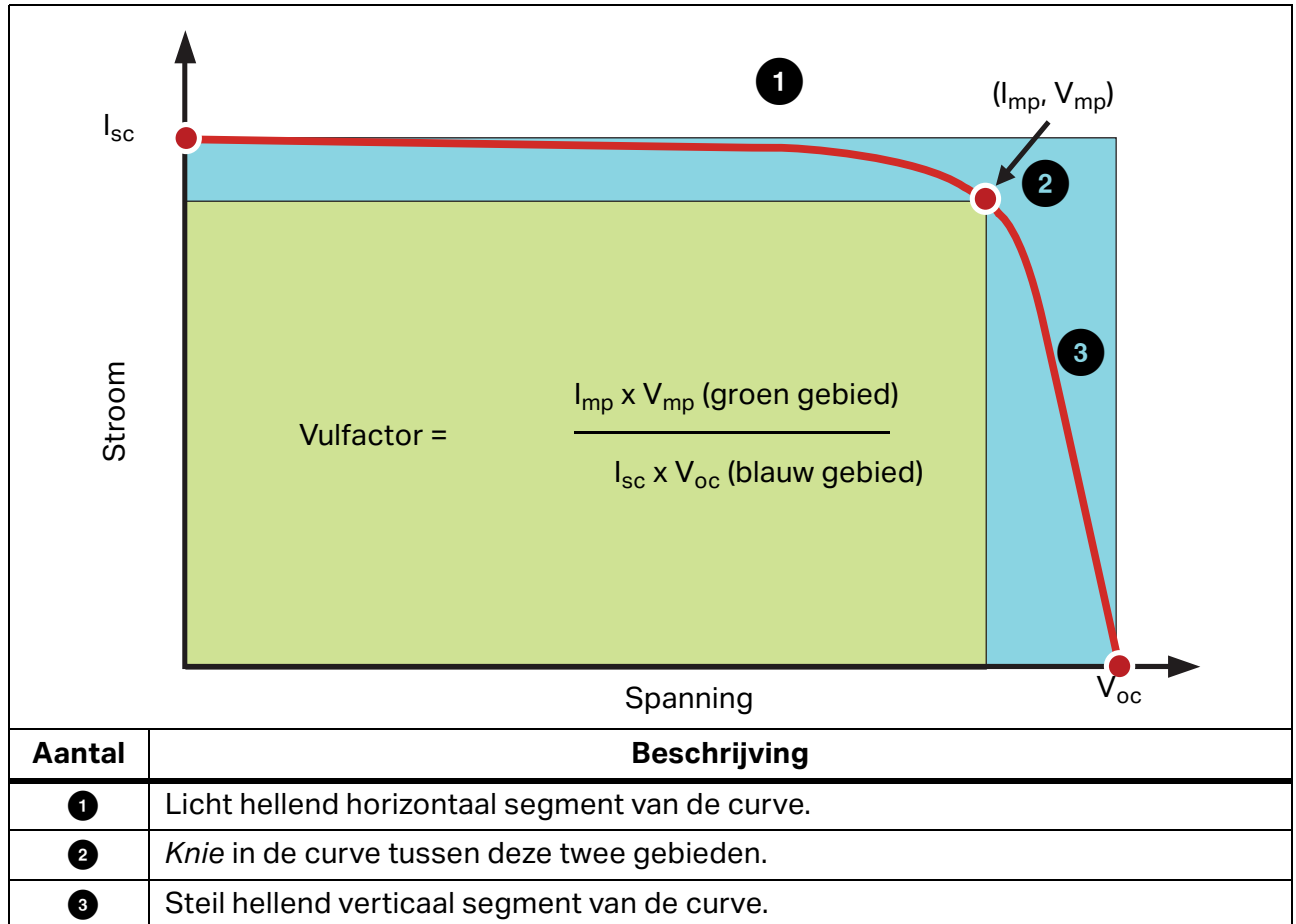 1
(Imp, Vmp)
Isc
2
3
Stroom
Vulfactor =
Imp x Vmp (groen gebied)
Isc x Voc (blauw gebied)
Spanning
Voc
Aantal Beschrijving
1 Licht hellend horizontaal segment van de curve.
2 Knie in de curve tussen deze twee gebieden.
3 Steil hellend verticaal segment van de curve.